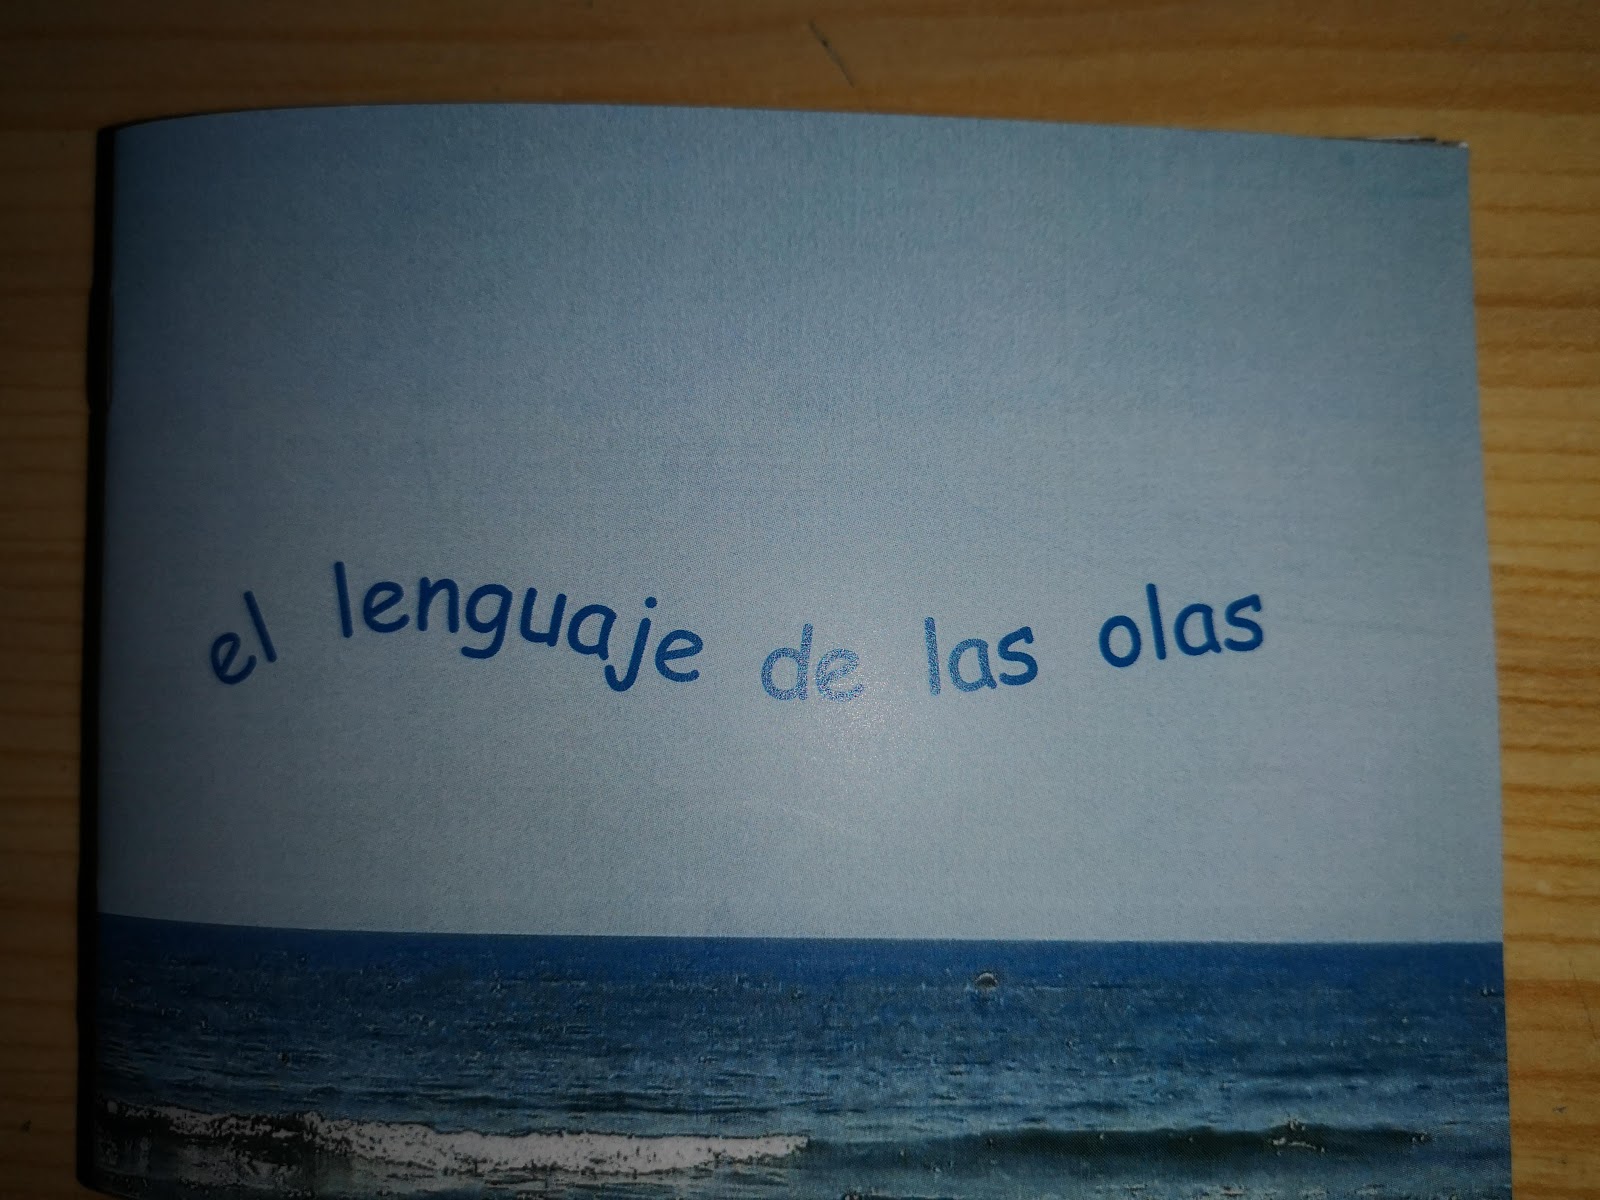 el lenguaje de las olas